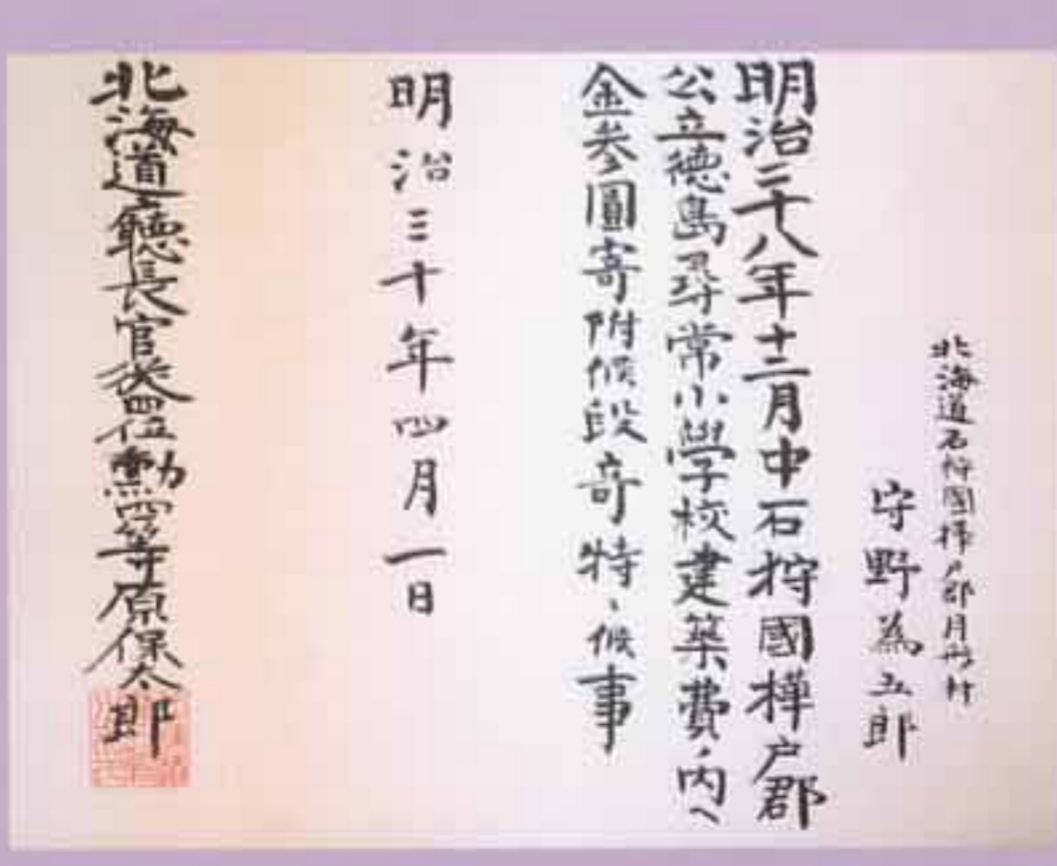 北海道石狩國樺戸郡月形村
守野為五郎
明治二十八年十二月中石狩國樺戸郡
公立德島尋常小學校建築費ノ内ヘ
金参圓寄附候段奇特ニ候事
明治三十年四月一日
北海道廳長官従四位勳四等原保太郎